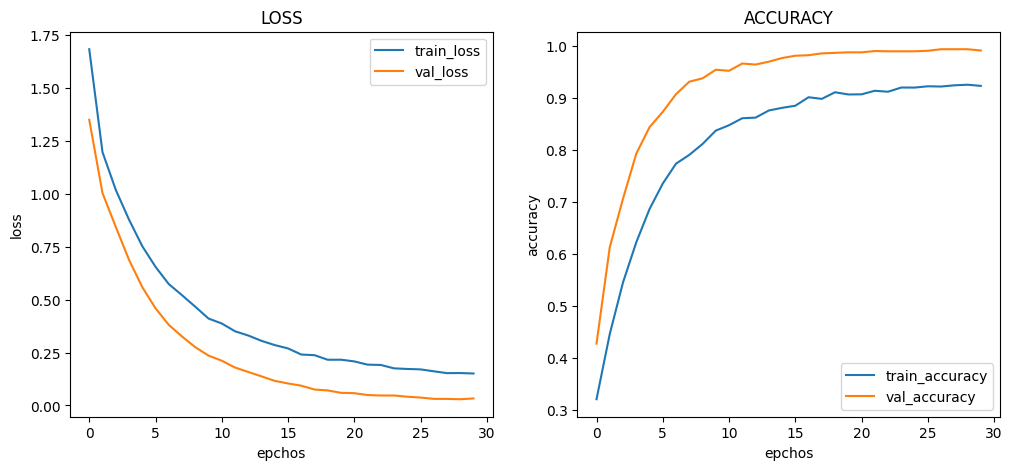 LOSS
1.75
1.50
1.25
1.00
0.75
0.50
0.25
0.00
loss
train_loss
val_loss
0 5 10 15 20 25 30
epchos
ACCURACY
1.0
0.9
0.8
0.7
0.6
0.5
0.4
0.3
accuracy
train_accuracy
val_accuracy
0 5 10 15 20 25 30
epchos